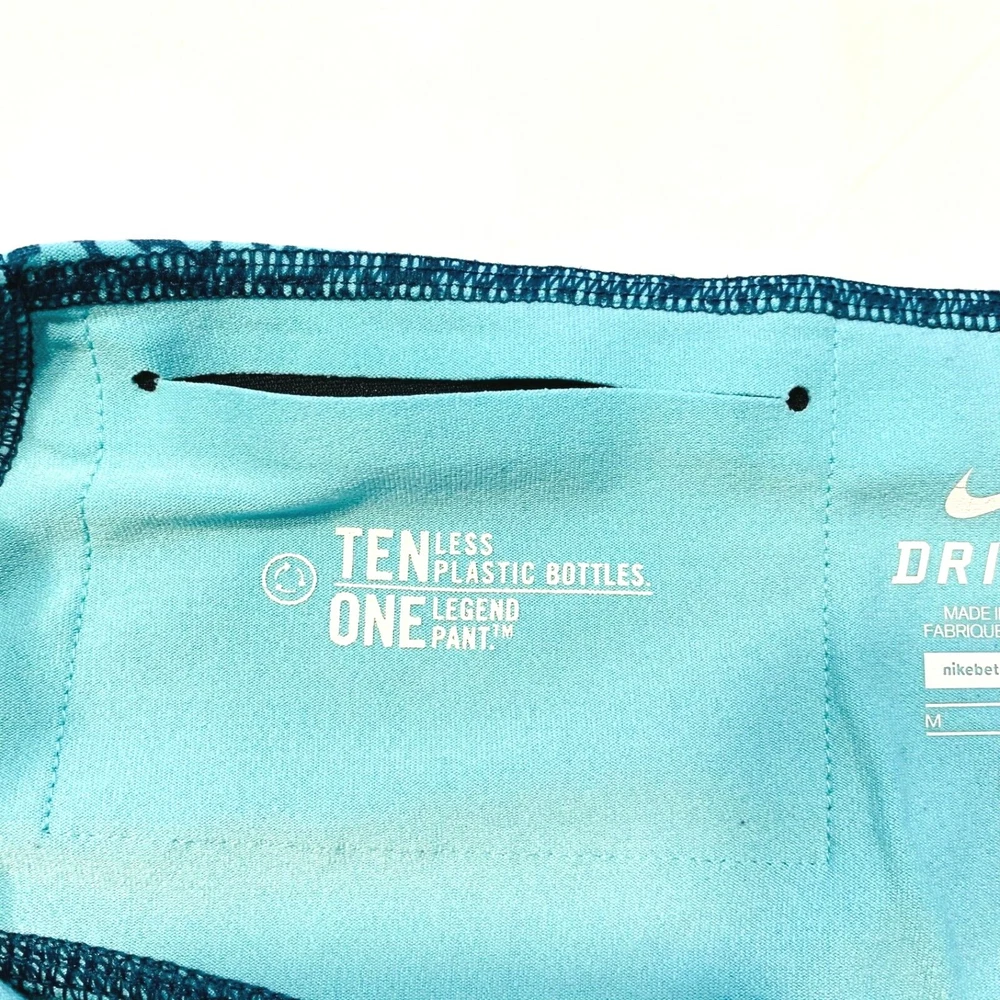 TEN LESS
PLASTIC BOTTLES.
ONE LEGEND
PANT.™
DRI
MADE I
FABRIQUE
nikebet
M